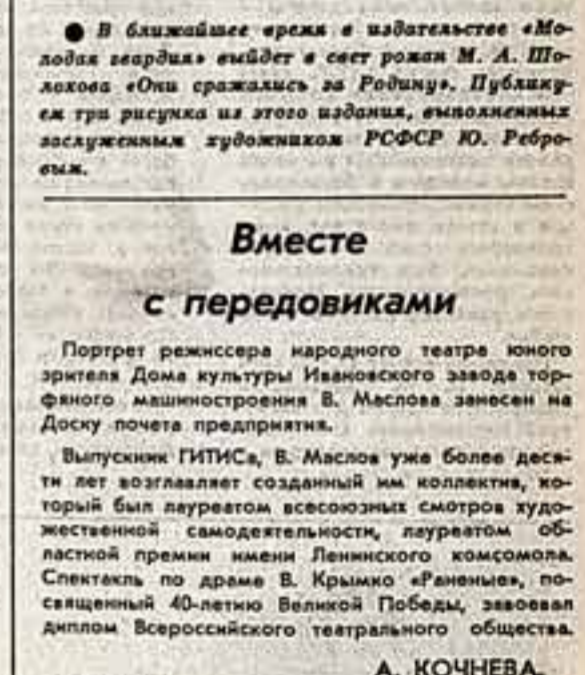 ● В ближайшее время в издательстве «Мо-
лодая гвардия» выйдет в свет роман М. А. Шо-
лохова «Они сражались за Родину». Публику-
ем три рисунка из этого издания, выполненных
заслуженным художником РСФСР Ю. Ребро-
вым.
Вместе
с передовиками
Портрет режиссера народного театра юного
зрителя Дома культуры Ивановского завода тор-
фяного машиностроения В. Маслова занесен на
Доску почета предприятия.
Выпускник ГИТИСа, В. Маслов уже более деся-
ти лет возглавляет созданный им коллектив, ко-
торый был лауреатом всесоюзных смотров худо-
жественной самодеятельности, лауреатом об-
ластной премии имени Ленинского комсомола.
Спектакль по драме В. Крымко «Раненые», по-
священный 40-летию Великой Победы, завоевал
диплом Всероссийского театрального общества.
А. КОЧНЕВА.